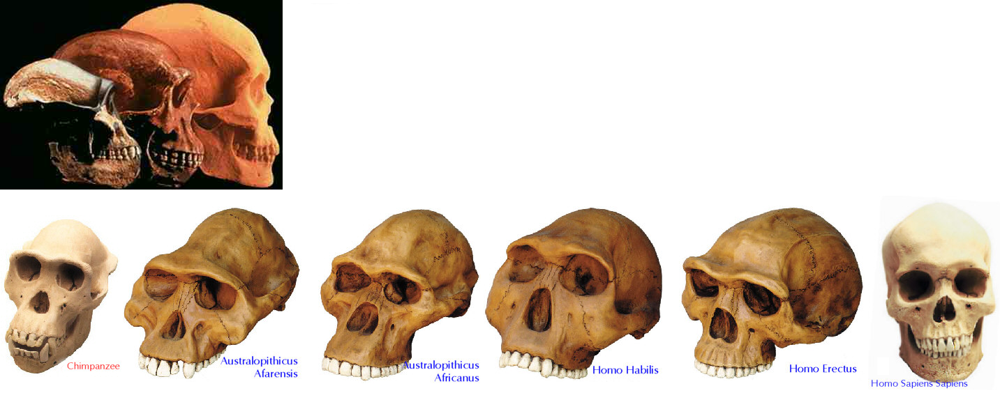 Chimpanzee
Australopithicus
Afarensis
Australopithicus
Africanus
Homo Habilis
Homo Erectus
Homo Sapiens Sapiens